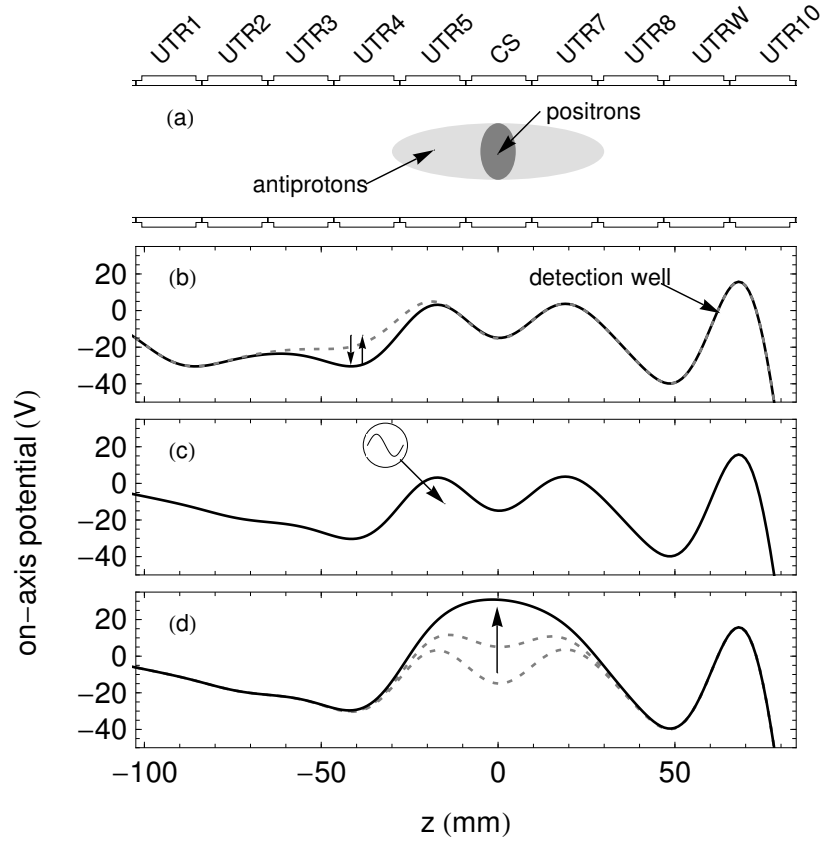 UTR1 UTR2 UTR3 UTR4 UTR5 CS UTR7 UTR8 UTRW UTR10
(a)
positrons
antiprotons
(b)
detection well
20
0
−20
−40
(c)
20
0
−20
−40
(d)
20
0
−20
−40
on−axis potential (V)
−100 −50 0 50
z (mm)